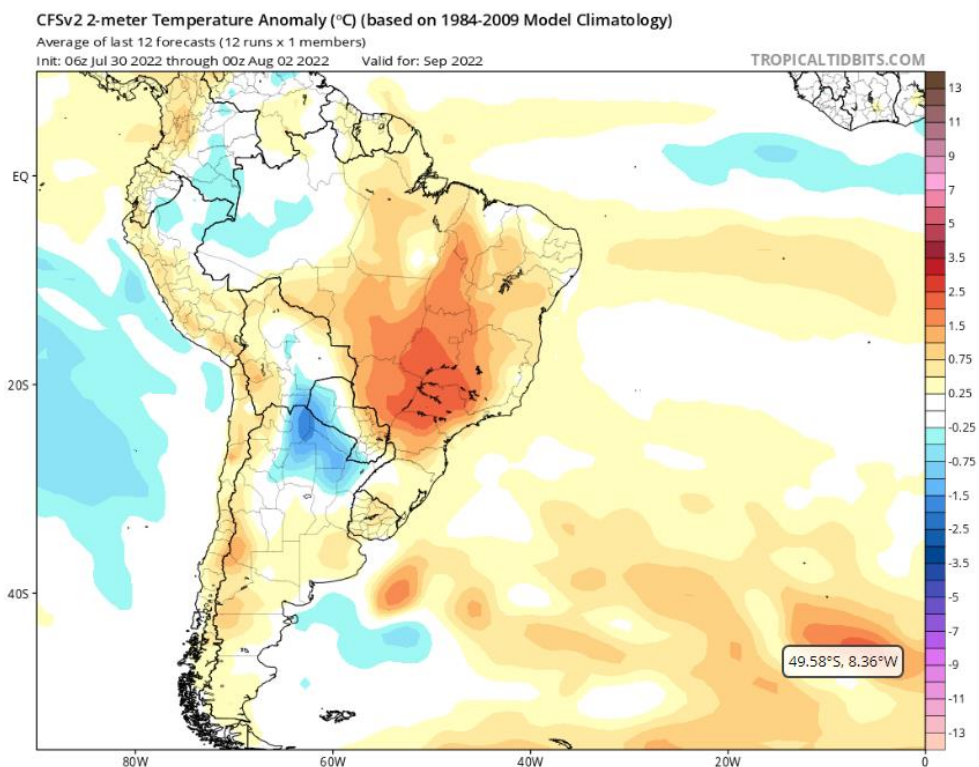 CFSv2 2-meter Temperature Anomaly (°C) (based on 1984-2009 Model Climatology)
Average of last 12 forecasts (12 runs x 1 members)
Init: 06z Jul 30 2022 through 00z Aug 02 2022 Valid for: Sep 2022 TROPICALTIDBITS.COM
13
11
9
7
5
3.5
2.5
1.5
0.75
0.25
-0.25
-0.75
-1.5
-2.5
-3.5
-5
-7
-9
-11
-13
EQ
20S
40S
49.58°S, 8.36°W
80W 60W 40W 20W 0